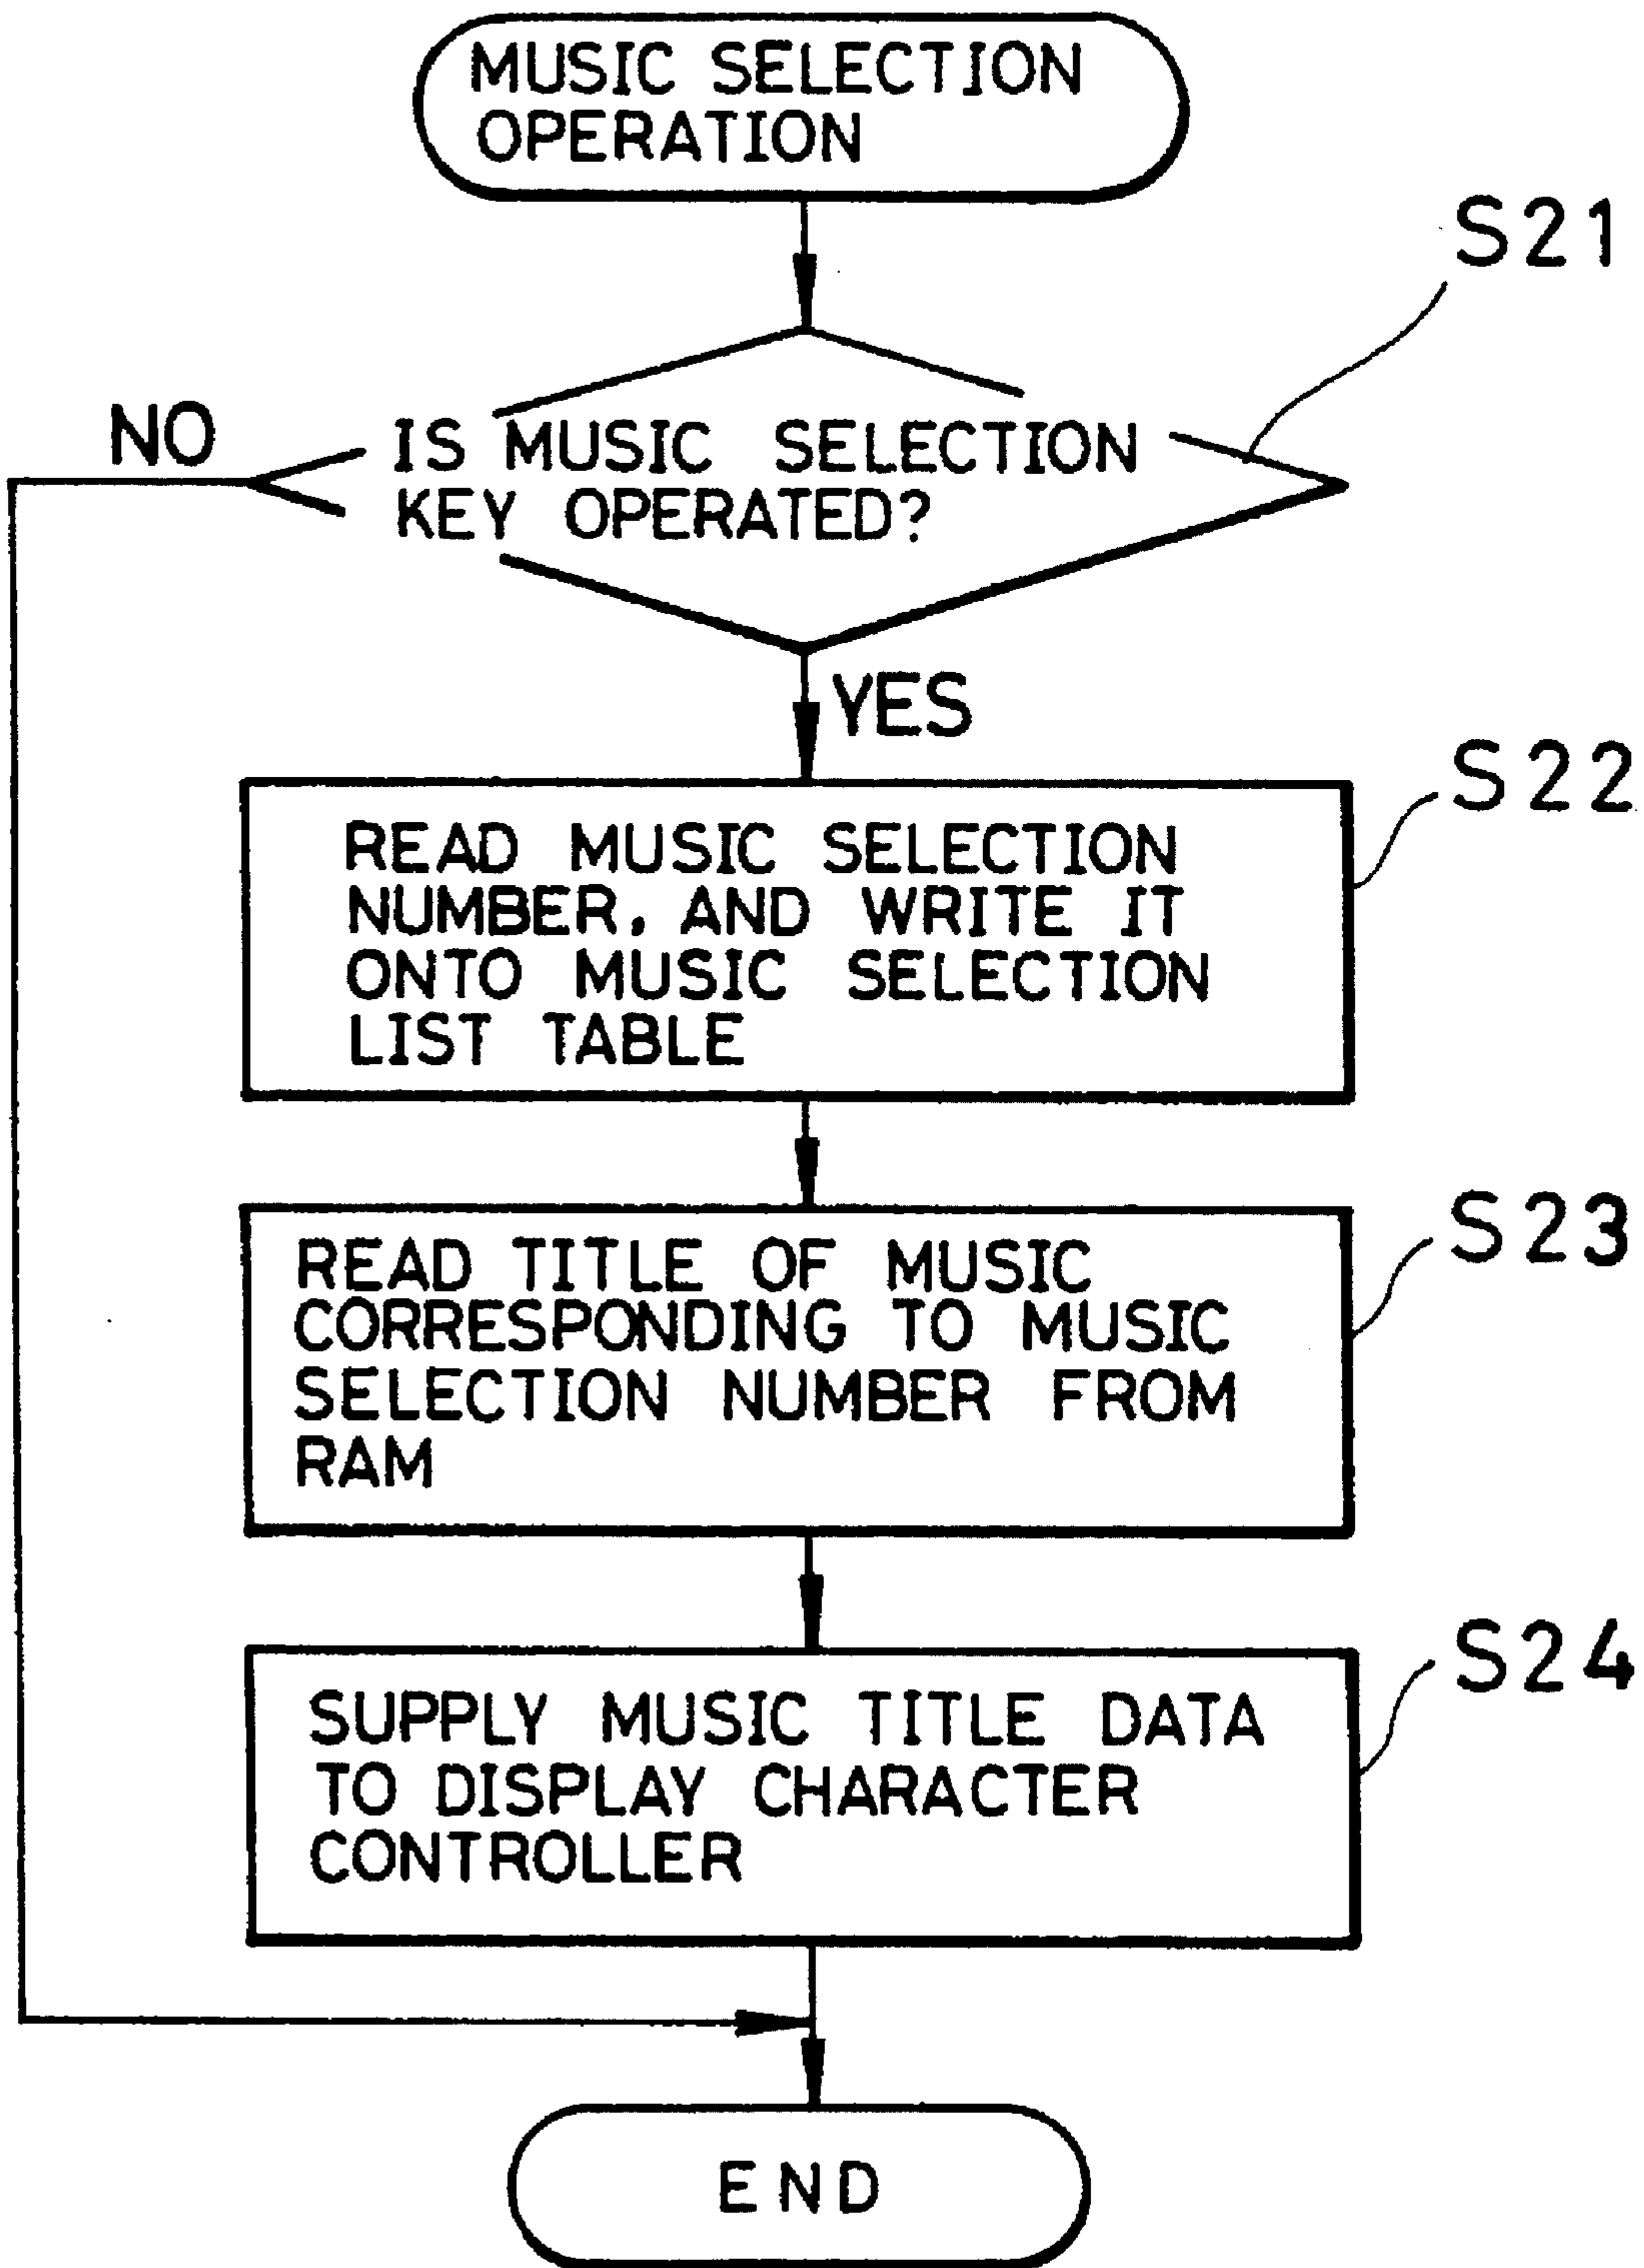 MUSIC SELECTION
OPERATION
S21
NO
IS MUSIC SELECTION
KEY OPERATED?
YES
S22
READ MUSIC SELECTION
NUMBER, AND WRITE IT
ONTO MUSIC SELECTION
LIST TABLE
S23
READ TITLE OF MUSIC
CORRESPONDING TO MUSIC
SELECTION NUMBER FROM
RAM
S24
SUPPLY MUSIC TITLE DATA
TO DISPLAY CHARACTER
CONTROLLER
END